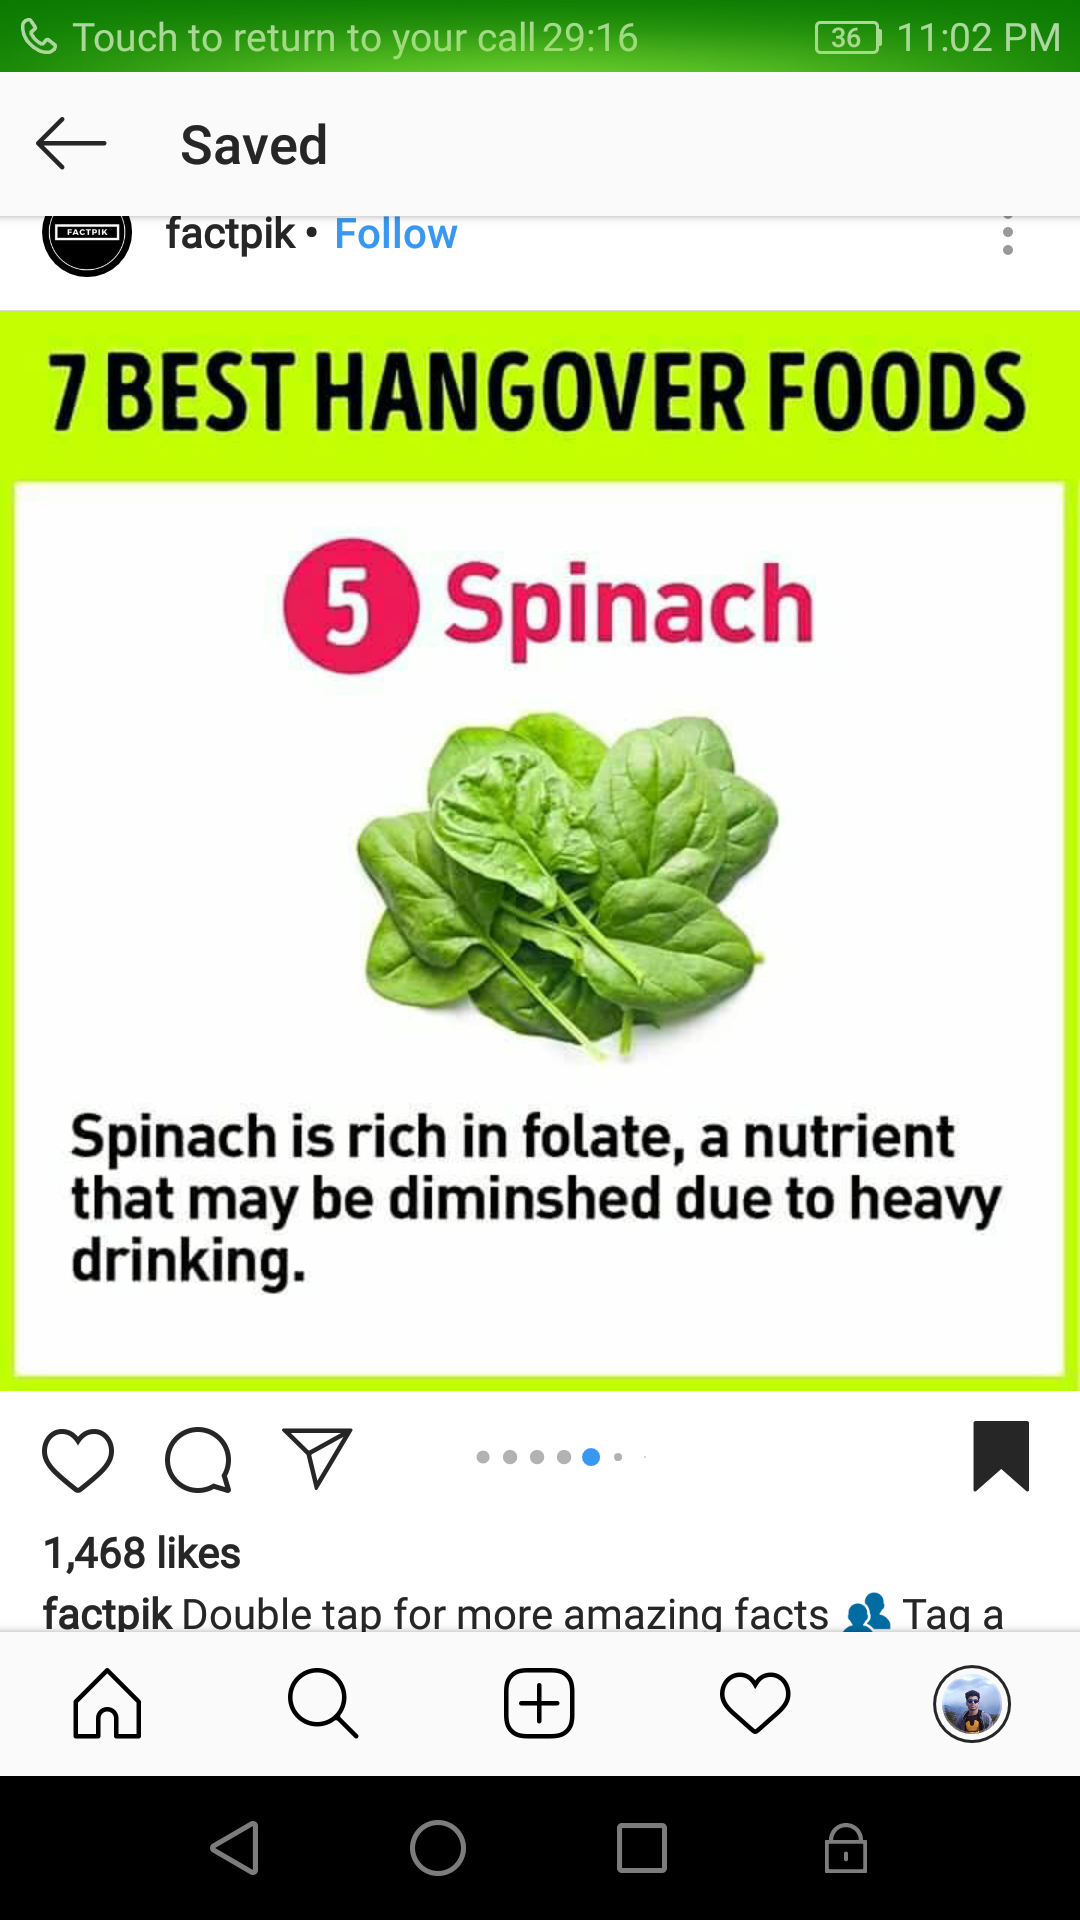 Touch to return to your call 29:16 36 11:02 PM
Saved
FACTPIK factpik • Follow
7 BEST HANGOVER FOODS
5 Spinach
Spinach is rich in folate, a nutrient
that may be diminshed due to heavy
drinking.
1,468 likes
factpik Double tap for more amazing facts 👥 Tag a